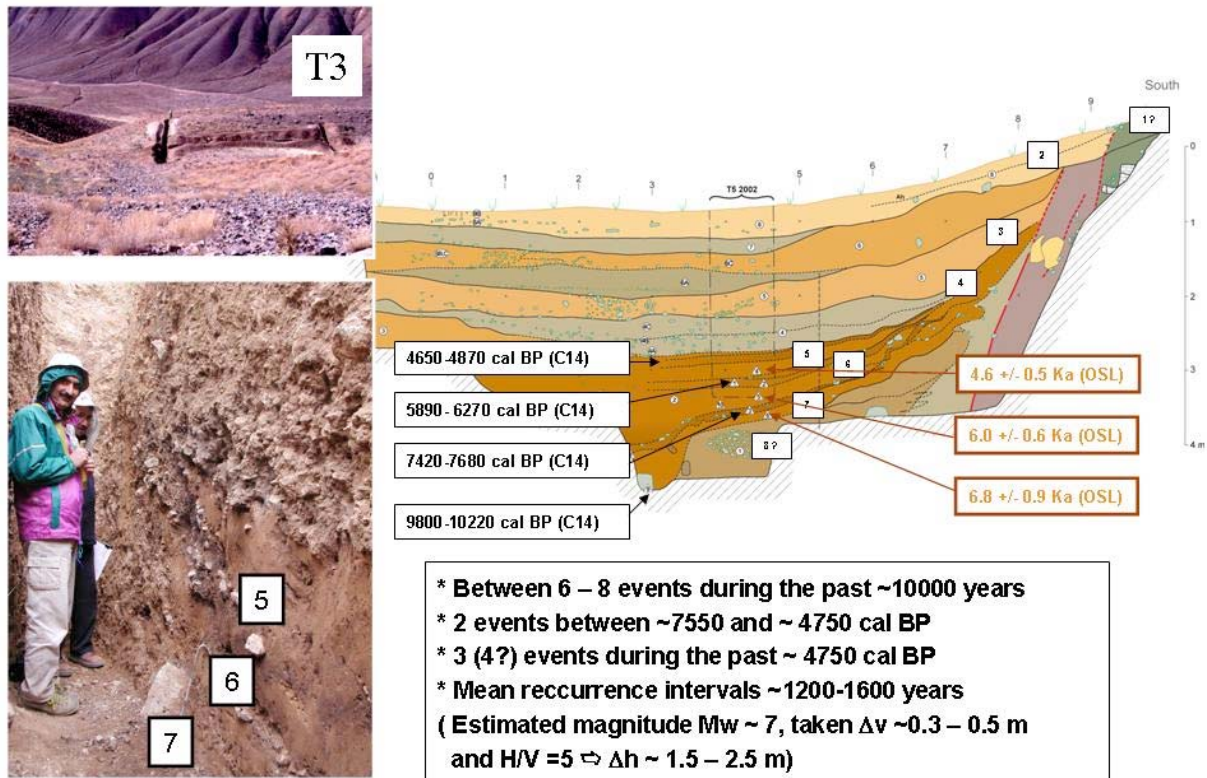 T3
South
9
1?
8
0
2
7
6
0
3
T5 2002
5
1
3
4
2
4650-4870 cal BP (C14)
5
6
4.6 +/- 0.5 Ka (OSL)
3
5890-6270 cal BP (C14)
7
6.0 +/- 0.6 Ka (OSL)
7420-7680 cal BP (C14)
8?
4 m
6.8 +/- 0.9 Ka (OSL)
9800-10220 cal BP (C14)
5
6
7
* Between 6 – 8 events during the past ~10000 years
* 2 events between ~7550 and ~ 4750 cal BP
* 3 (4?) events during the past ~ 4750 cal BP
* Mean reccurrence intervals ~1200-1600 years
( Estimated magnitude Mw ~ 7, taken Δv ~0.3 – 0.5 m
and H/V =5 ⇨ Δh ~ 1.5 – 2.5 m)